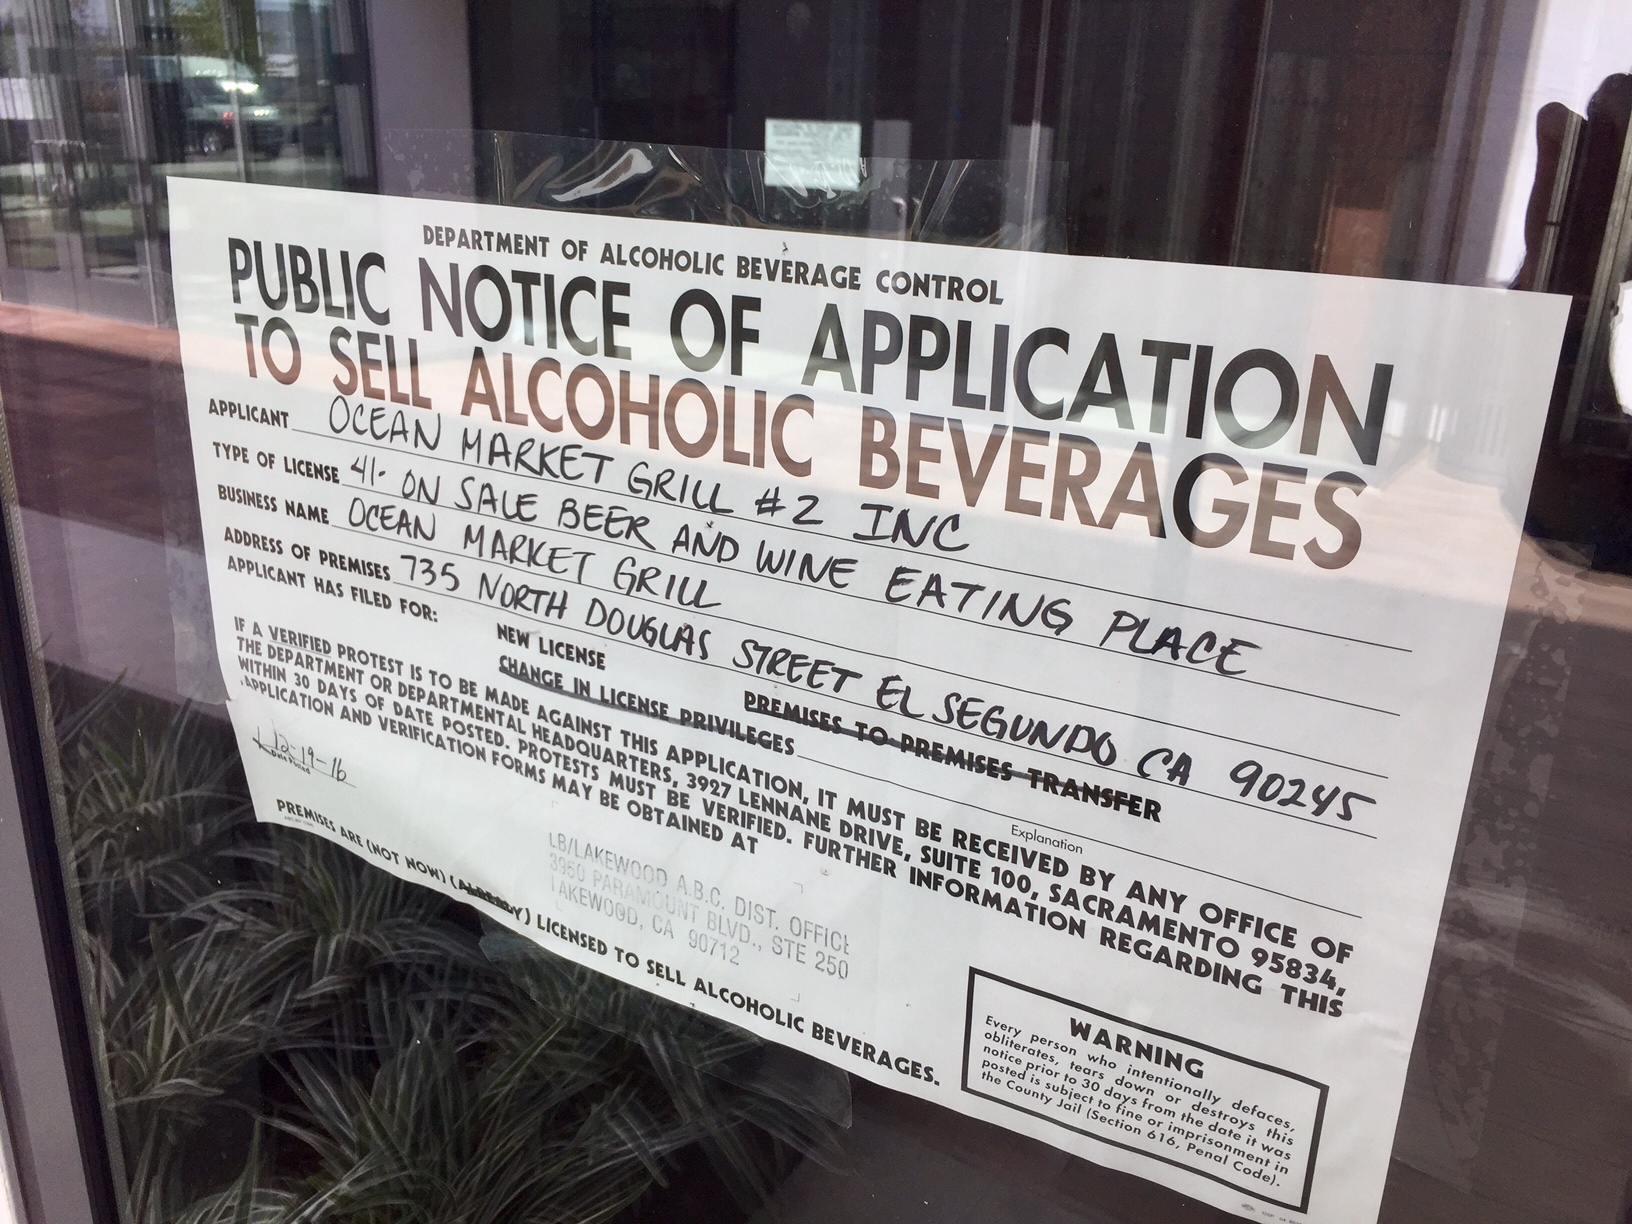 DEPARTMENT OF ALCOHOLIC BEVERAGE CONTROL
PUBLIC NOTICE OF APPLICATION
TO SELL ALCOHOLIC BEVERAGES
APPLICANT OCEAN MARKET GRILL #2 INC
TYPE OF LICENSE 41- ON SALE BEER AND WINE EATING PLACE
BUSINESS NAME OCEAN MARKET GRILL
ADDRESS OF PREMISES 735 NORTH DOUGLAS STREET EL SEGUNDO CA 90245
APPLICANT HAS FILED FOR:
NEW LICENSE
PREMISES TO PREMISES TRANSFER
CHANGE IN LICENSE PRIVILEGES
Explanation
IF A VERIFIED PROTEST IS TO BE MADE AGAINST THIS APPLICATION, IT MUST BE RECEIVED BY ANY OFFICE OF
THE DEPARTMENT OR DEPARTMENTAL HEADQUARTERS, 3927 LENNANE DRIVE, SUITE 100, SACRAMENTO 95834,
WITHIN 30 DAYS OF DATE POSTED. PROTESTS MUST BE VERIFIED. FURTHER INFORMATION REGARDING THIS
APPLICATION AND VERIFICATION FORMS MAY BE OBTAINED AT
12-19-16
Date Posted
LB/LAKEWOOD A.B.C. DIST. OFFICE
3950 PARAMOUNT BLVD., STE 250
LAKEWOOD, CA 90712
PREMISES ARE (NOT NOW) (ALREADY) LICENSED TO SELL ALCOHOLIC BEVERAGES.
WARNING
Every person who intentionally defaces,
obliterates, tears down or destroys this
notice prior to 30 days from the date it was
posted is subject to fine or imprisonment in
the County Jail (Section 616, Penal Code).